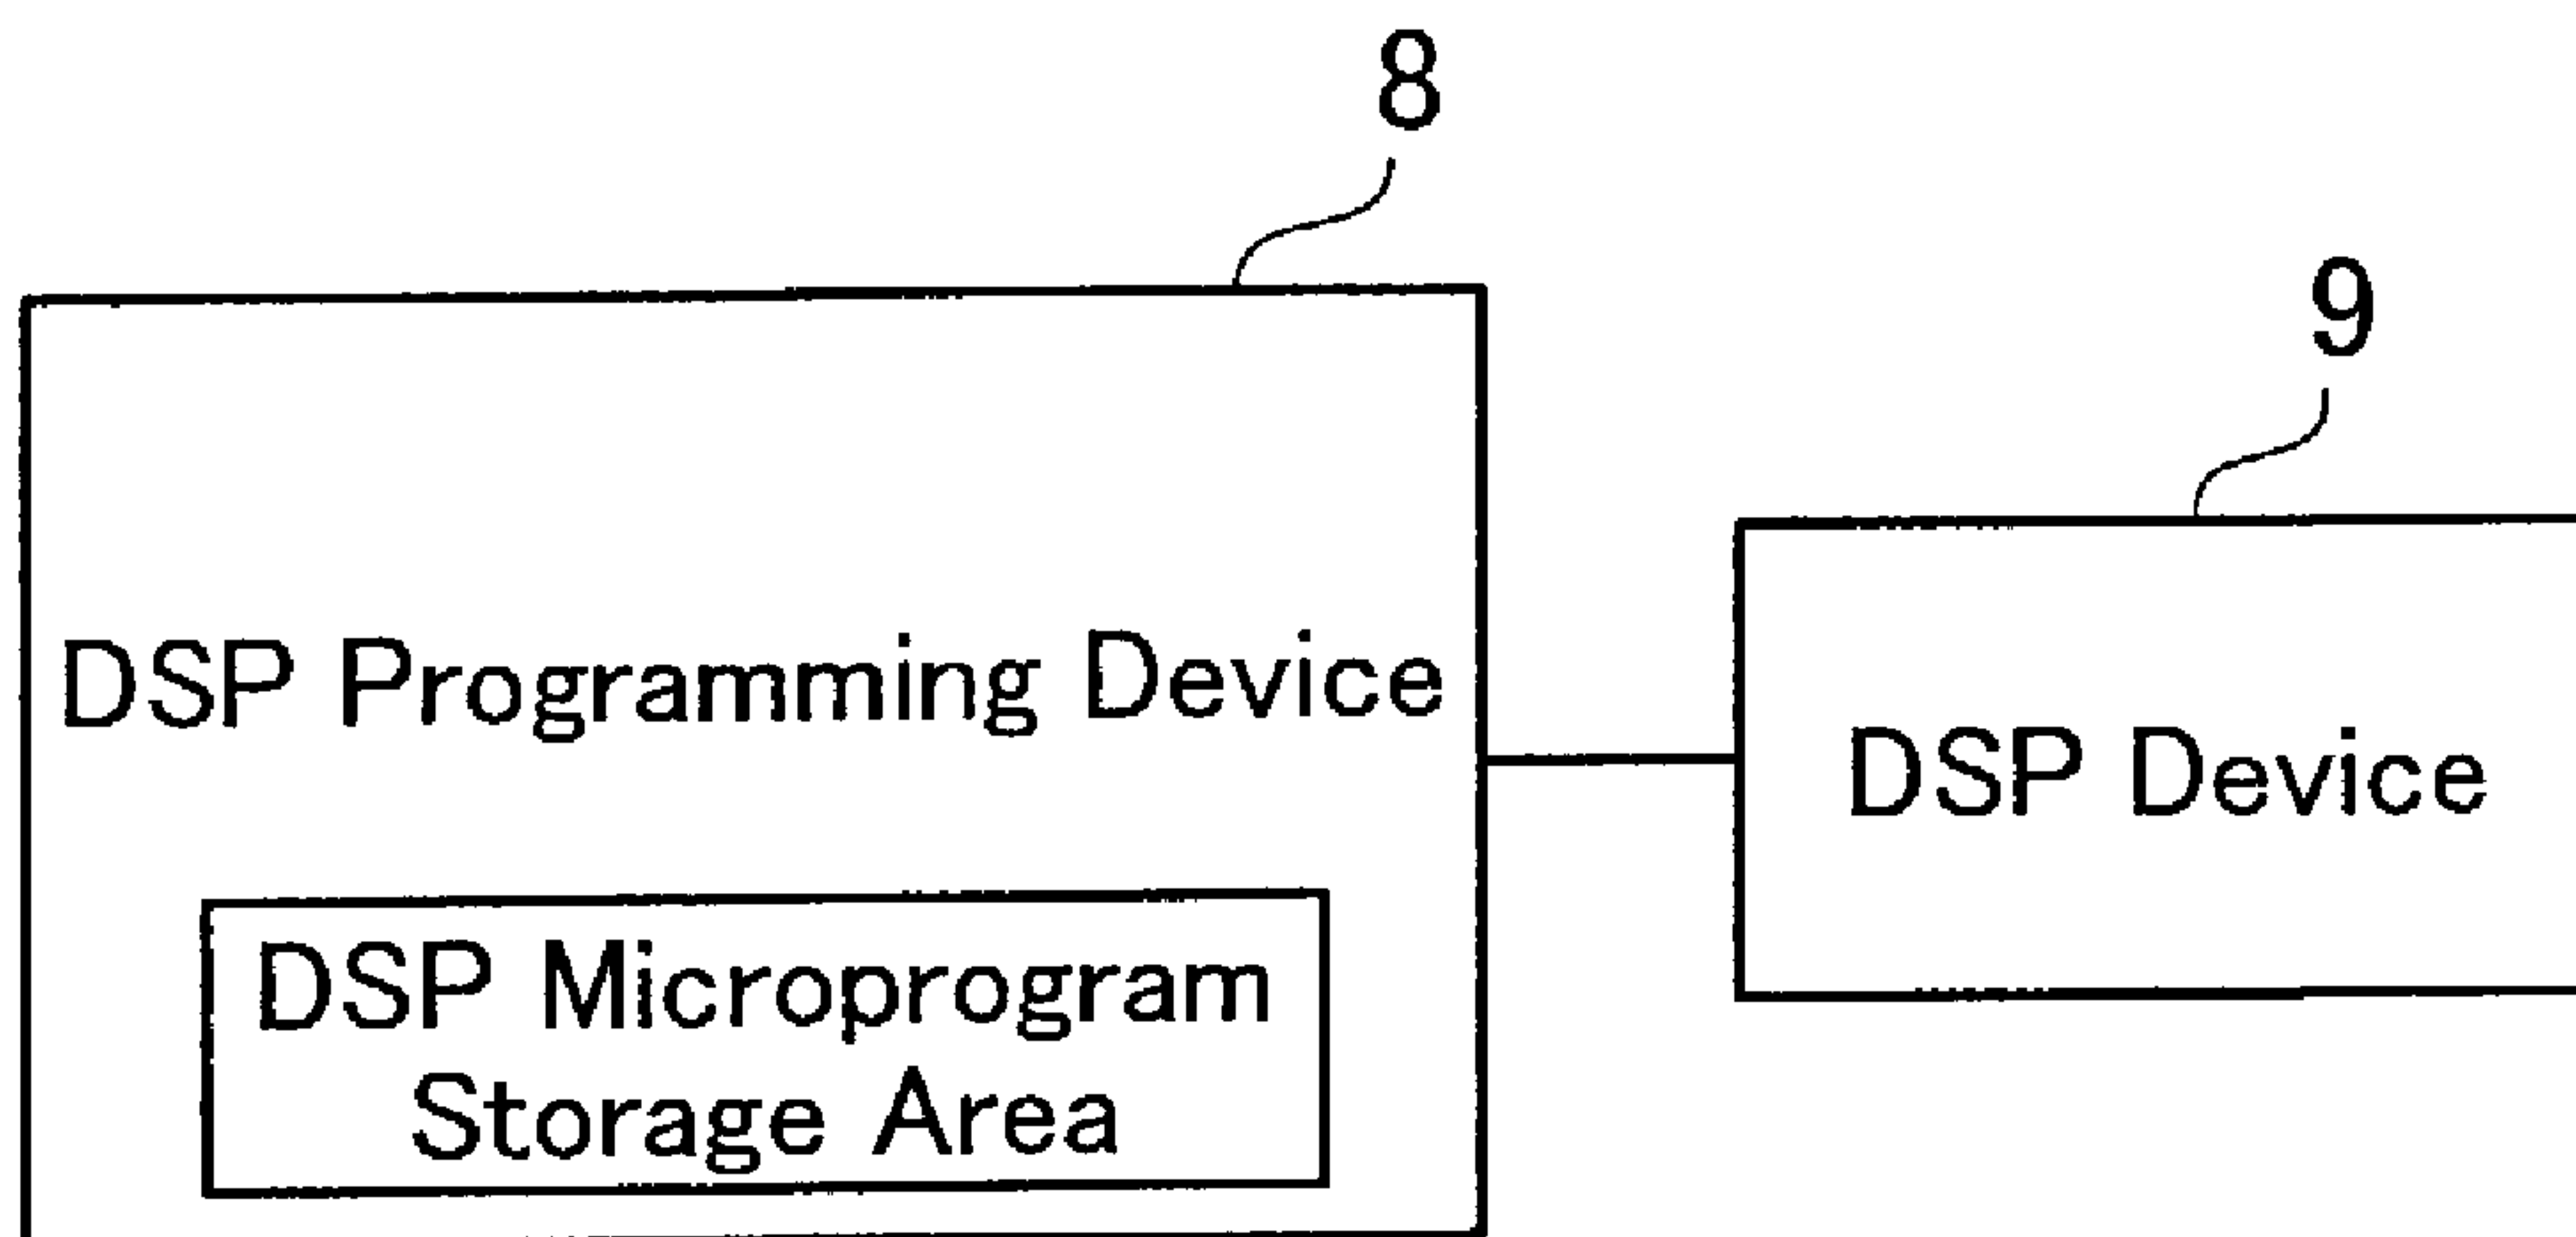 8
9
DSP Programming Device
DSP Device
DSP Microprogram
Storage Area